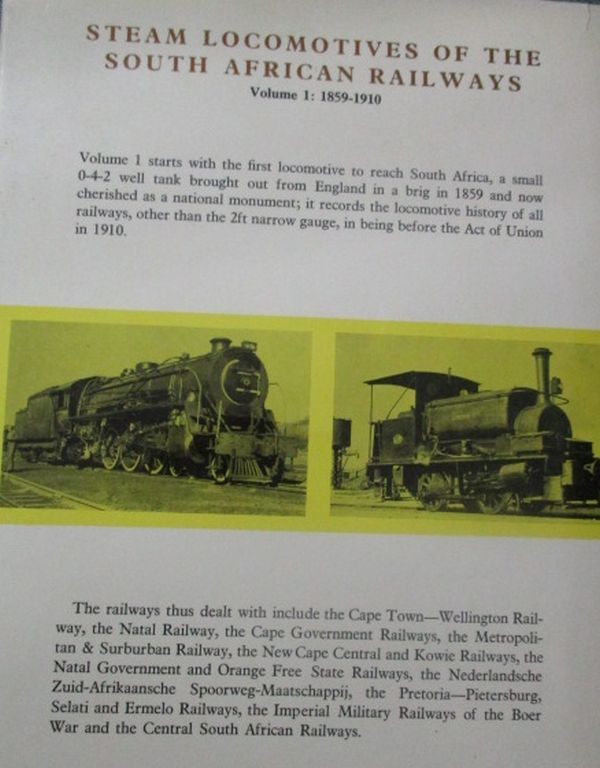 STEAM LOCOMOTIVES OF THE
SOUTH AFRICAN RAILWAYS
Volume 1: 1859-1910
Volume 1 starts with the first locomotive to reach South Africa, a small
0-4-2 well tank brought out from England in a brig in 1859 and now
cherished as a national monument; it records the locomotive history of all
railways, other than the 2ft narrow gauge, in being before the Act of Union
in 1910.
The railways thus dealt with include the Cape Town—Wellington Rail-
way, the Natal Railway, the Cape Government Railways, the Metropoli-
tan & Surburban Railway, the New Cape Central and Kowie Railways, the
Natal Government and Orange Free State Railways, the Nederlandsche
Zuid-Afrikaansche Spoorweg-Maatschappij, the Pretoria—Pietersburg,
Selati and Ermelo Railways, the Imperial Military Railways of the Boer
War and the Central South African Railways.